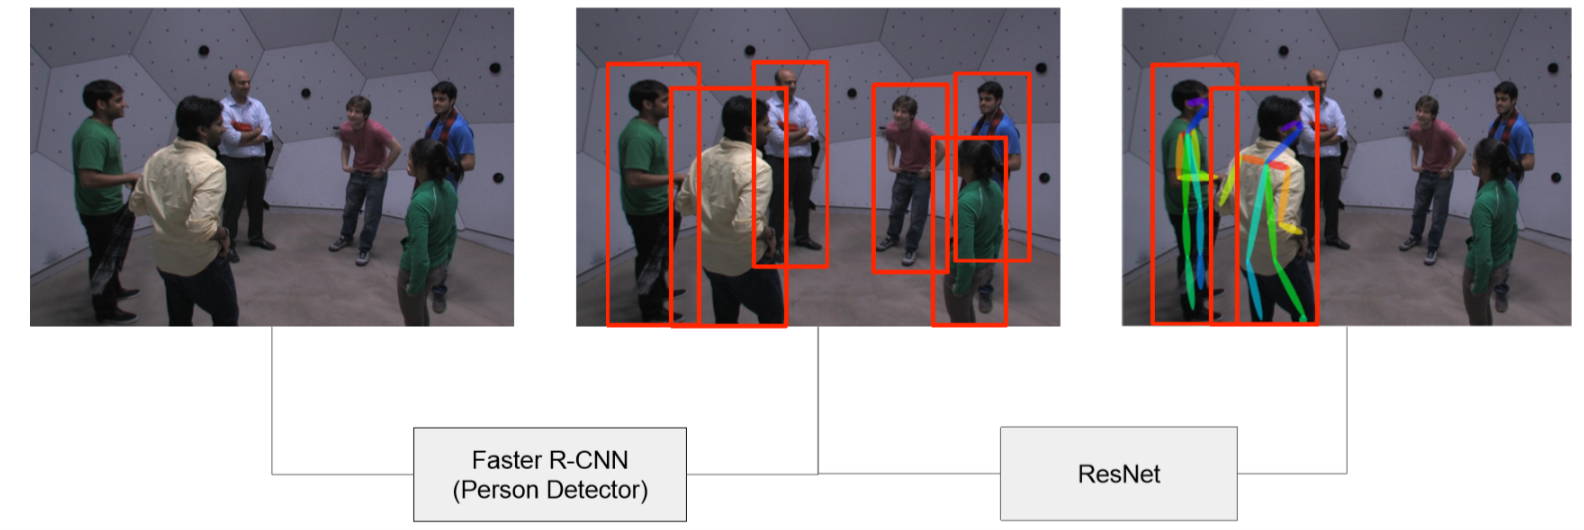 Faster R-CNN
(Person Detector)
ResNet